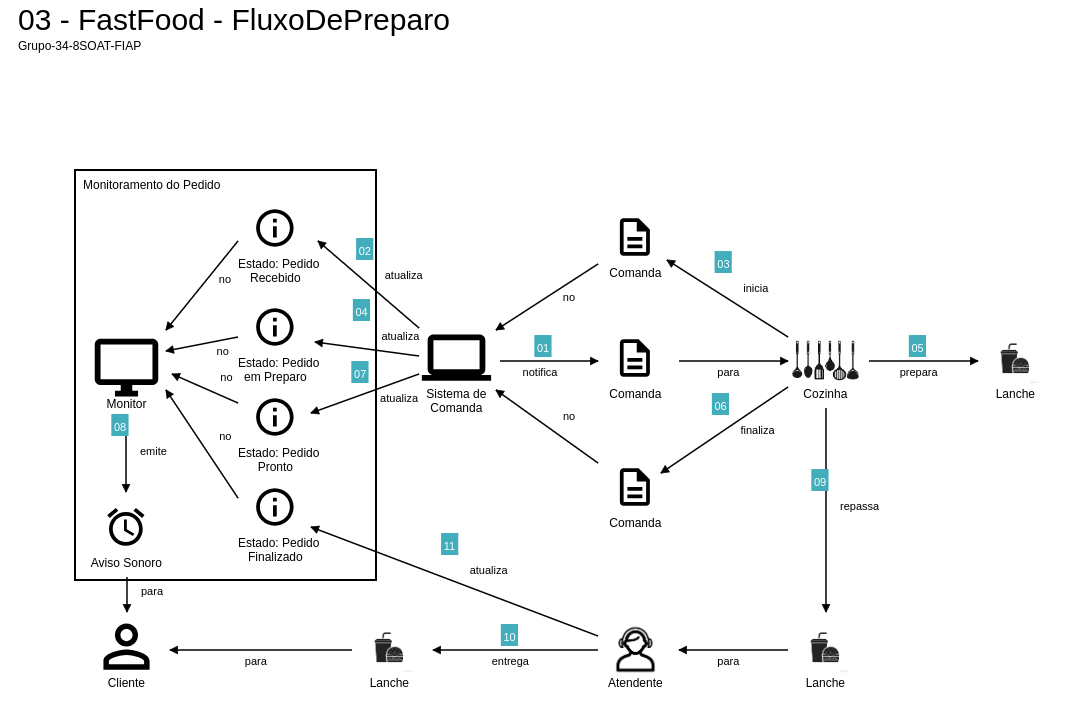 03 - FastFood - FluxoDePreparo
Grupo-34-8SOAT-FIAP
Monitoramento do Pedido
Estado: Pedido
Recebido
no
02
atualiza
04
atualiza
Estado: Pedido
em Preparo
no
no
07
atualiza
Estado: Pedido
Pronto
no
Estado: Pedido
Finalizado
Monitor
08
emite
Aviso Sonoro
para
Cliente
Sistema de
Comanda
01
notifica
Comanda
no
03
inicia
Comanda
para
Cozinha
05
prepara
Lanche
06
finaliza
no
Comanda
09
repassa
11
atualiza
Lanche
para
Atendente
10
entrega
Lanche
para